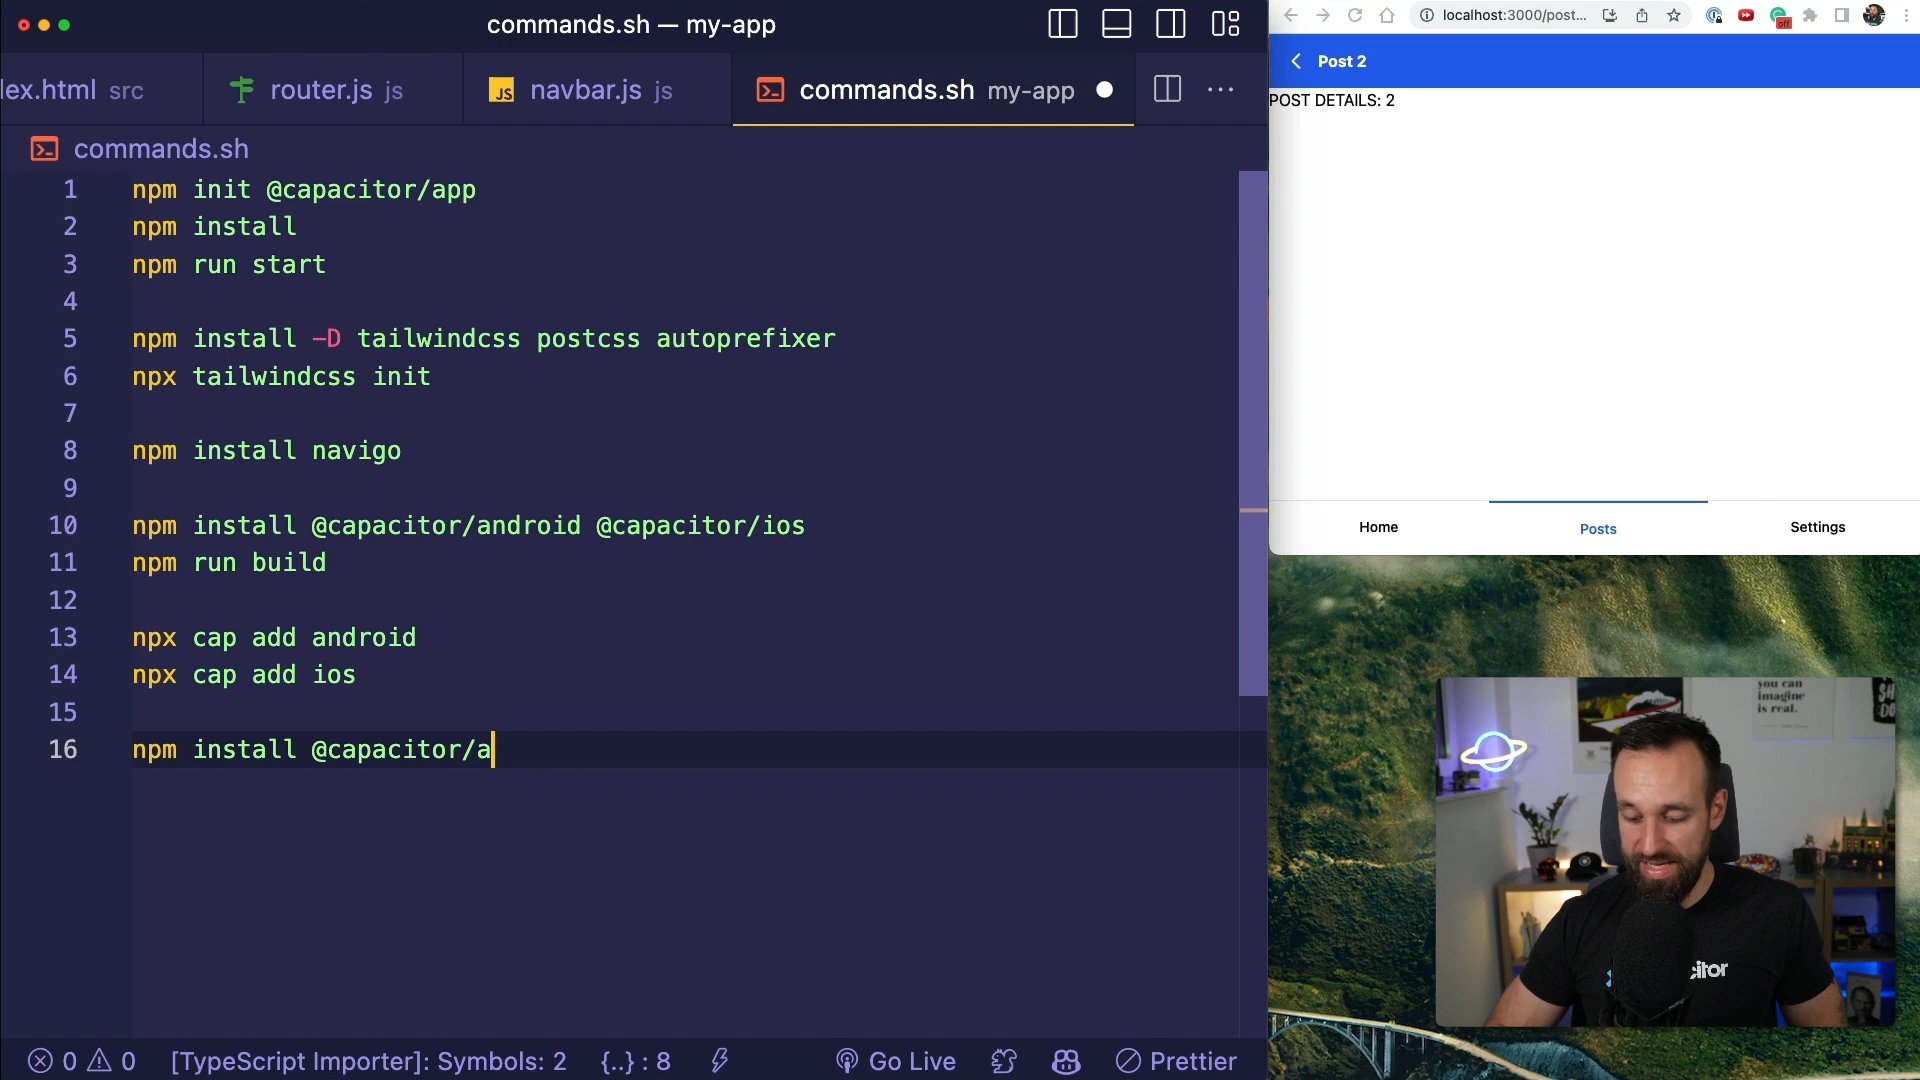 commands.sh — my-app
lex.html src
router.js js
JS navbar.js js
commands.sh my-app
commands.sh
1 npm init @capacitor/app
2 npm install
3 npm run start
4
5 npm install -D tailwindcss postcss autoprefixer
6 npx tailwindcss init
7
8 npm install navigo
9
10 npm install @capacitor/android @capacitor/ios
11 npm run build
12
13 npx cap add android
14 npx cap add ios
15
16 npm install @capacitor/a
0 0 [TypeScript Importer]: Symbols: 2 {..} : 8 Go Live Prettier
localhost:3000/post...
off
Post 2
POST DETAILS: 2
Home Posts Settings
you can
imagine
is real.
citor